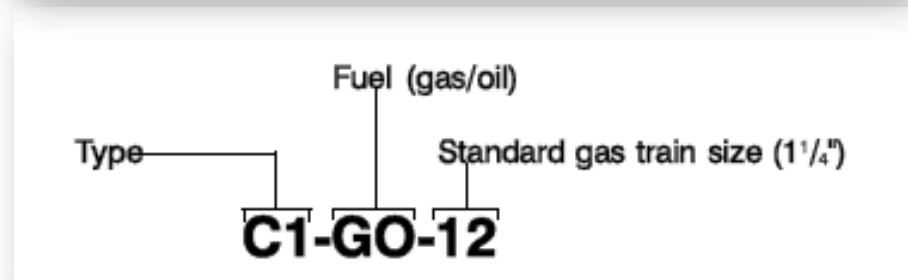 Fuel (gas/oil)
Type
Standard gas train size (1¹/₄")
C1-GO-12